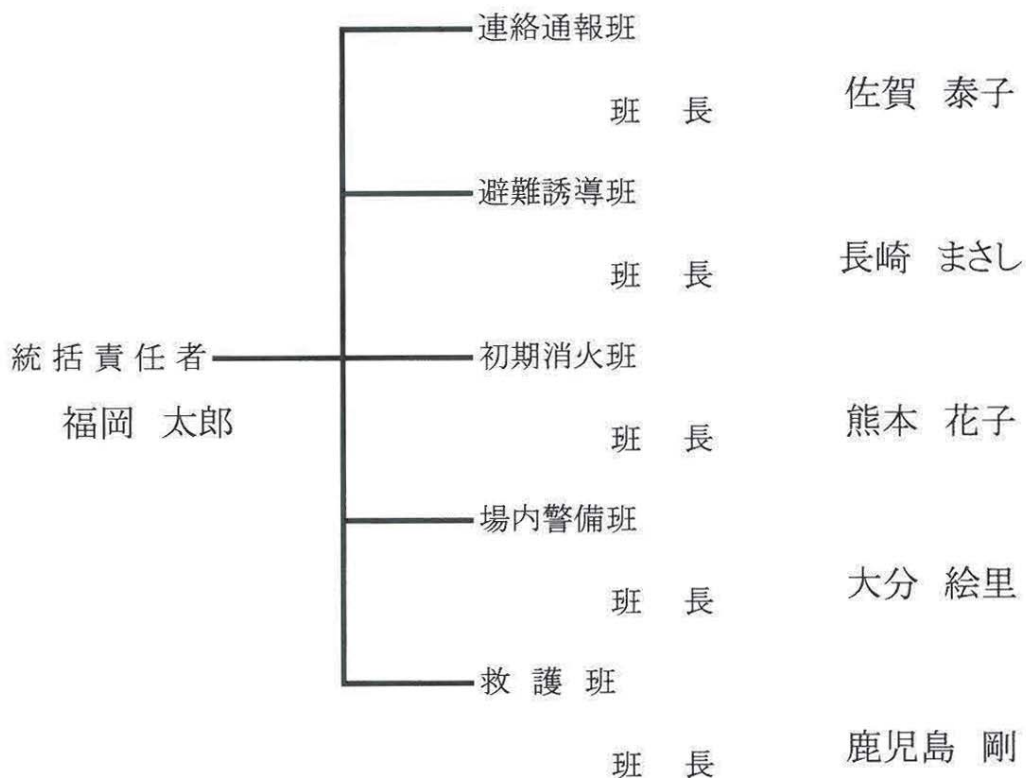 連絡通報班
班 長 佐賀 泰子
避難誘導班
班 長 長崎 まさし
統括責任者
初期消火班
福岡 太郎
班 長 熊本 花子
場内警備班
班 長 大分 絵里
救護班
班 長 鹿児島 剛